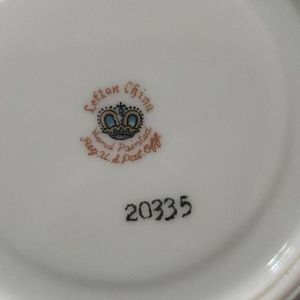 Lefton China
Hand Painted
Reg. U.S. Pat. Off.
20335